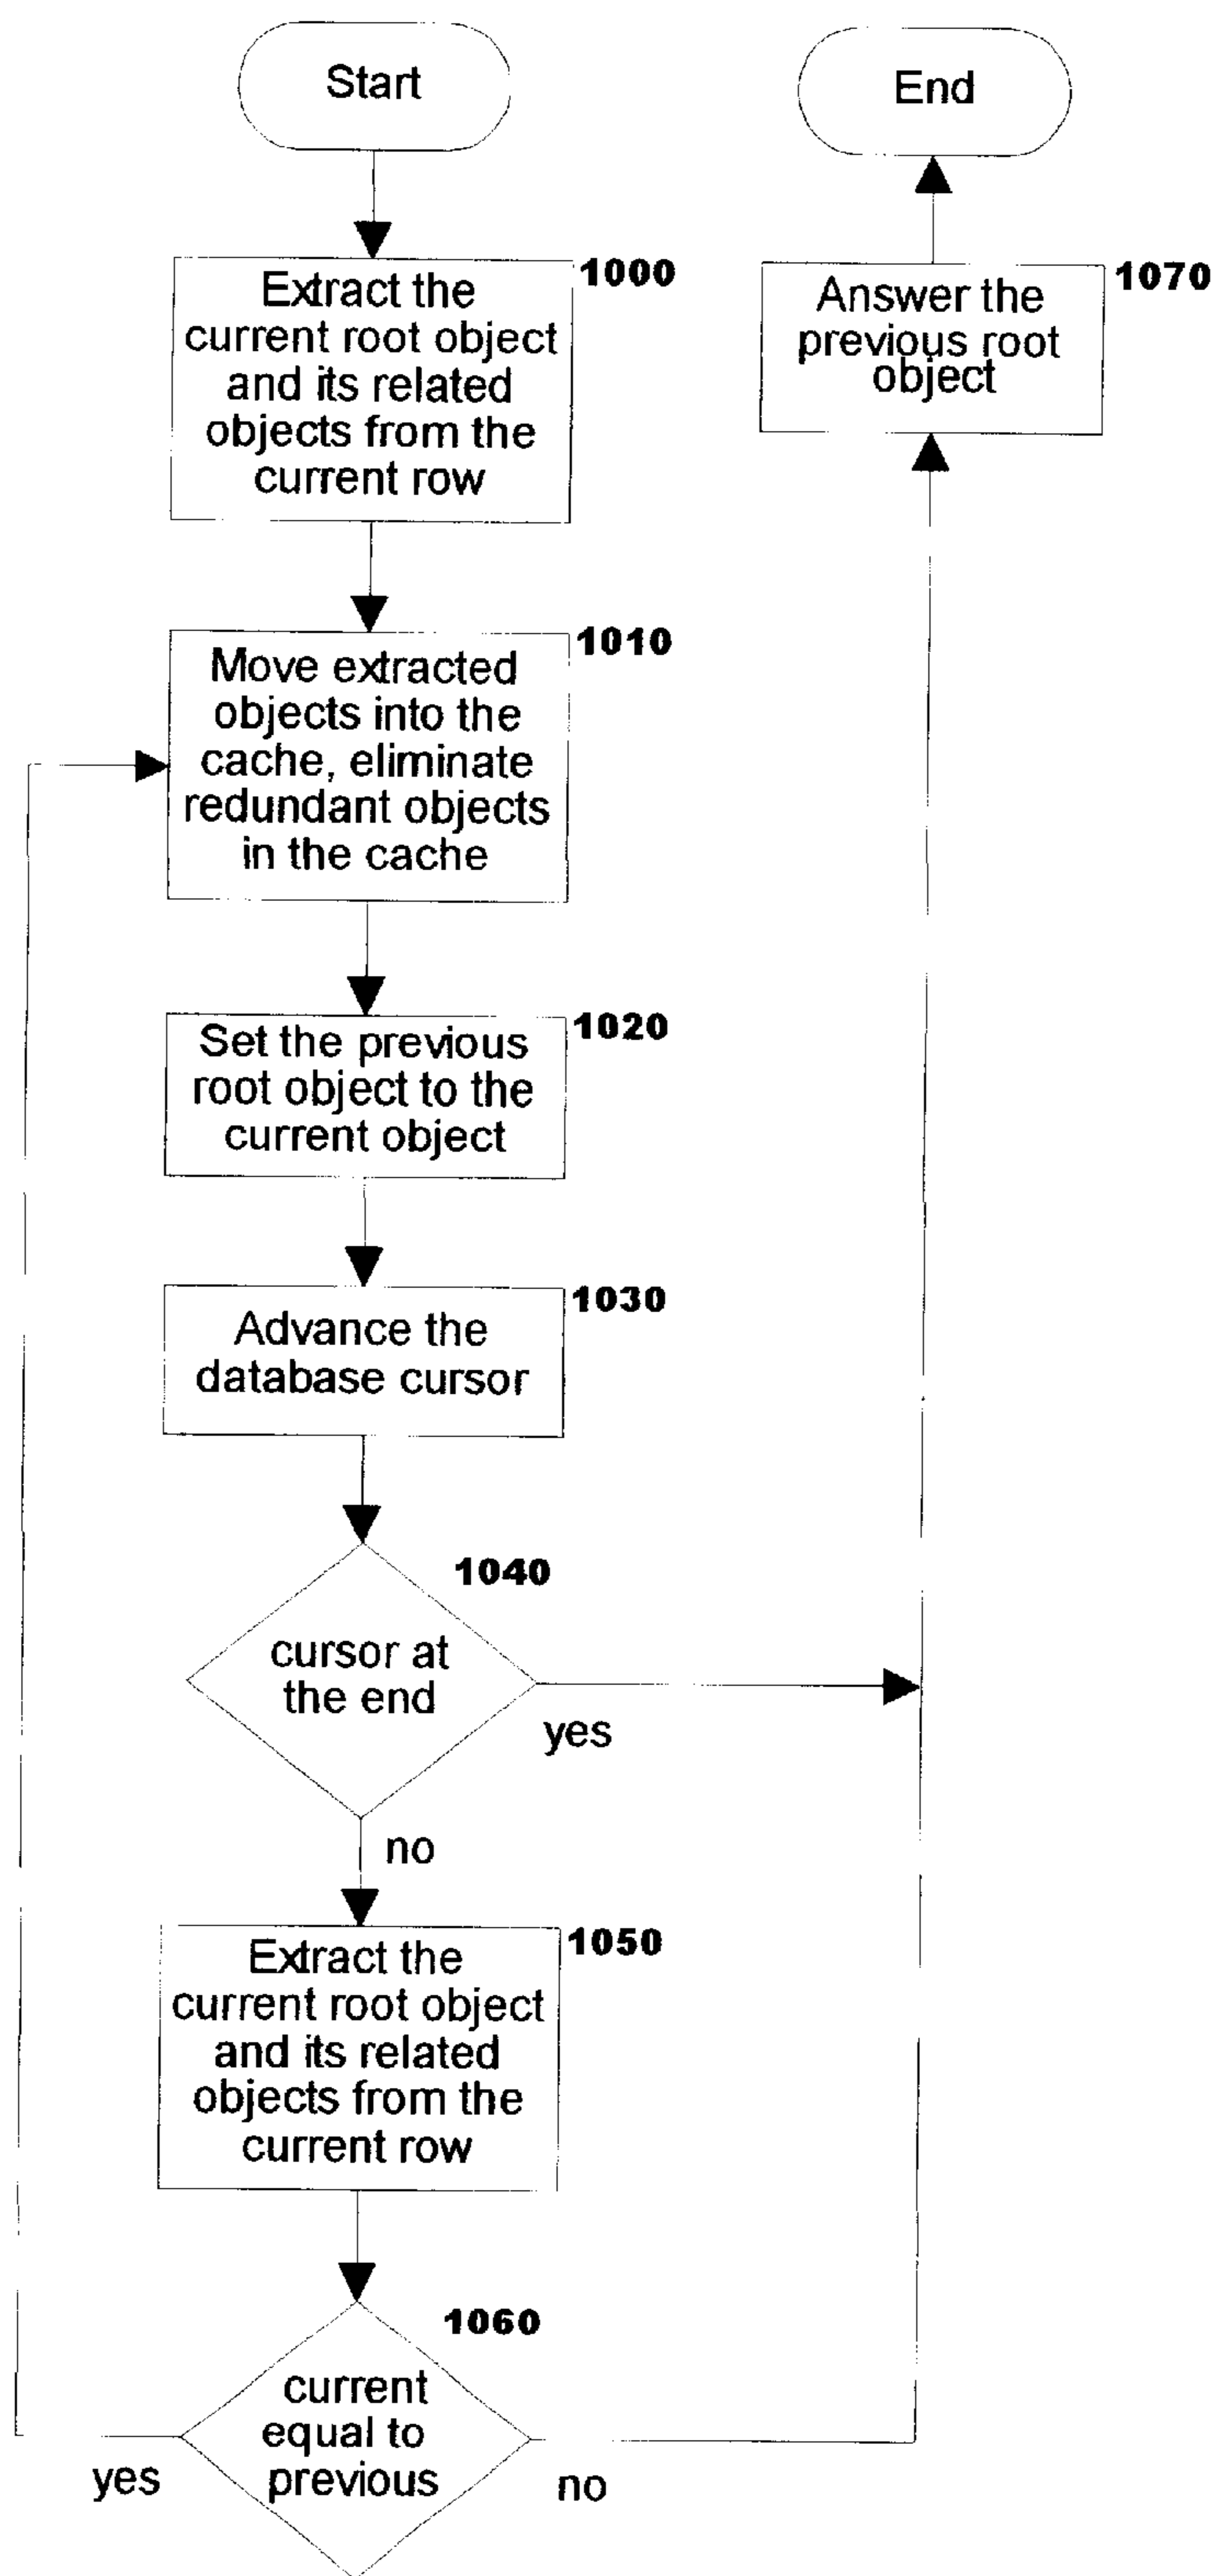 Start
Extract the
current root object
and its related
objects from the
current row
1000
Move extracted
objects into the
cache, eliminate
redundant objects
in the cache
1010
Set the previous
root object to the
current object
1020
Advance the
database cursor
1030
cursor at
the end
1040
yes
no
Extract the
current root object
and its related
objects from the
current row
1050
current
equal to
previous
1060
yes
no
Answer the
previous root
object
1070
End